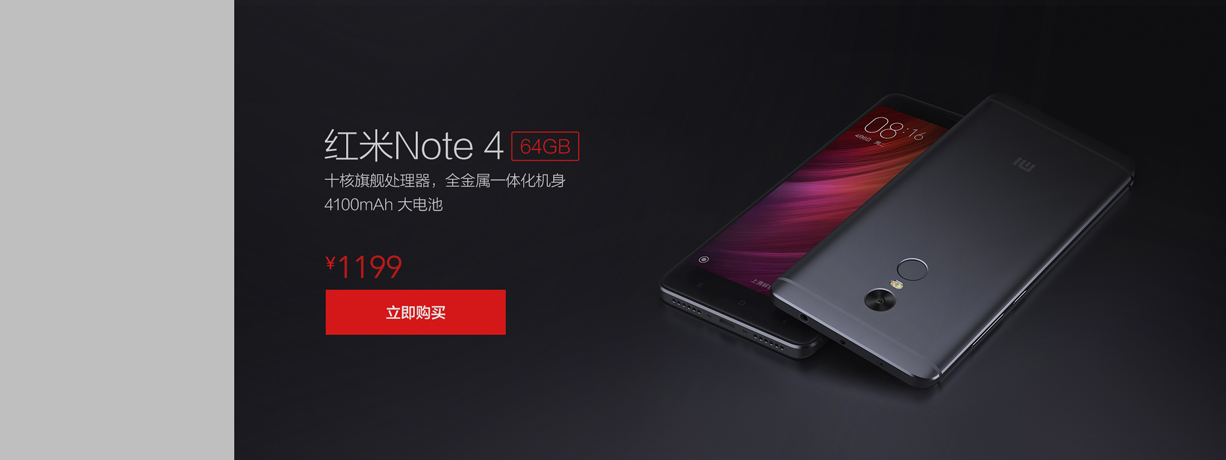 红米Note 4 64GB
十核旗舰处理器，全金属一体化机身
4100mAh 大电池
¥1199
立即购买
08:16
MI